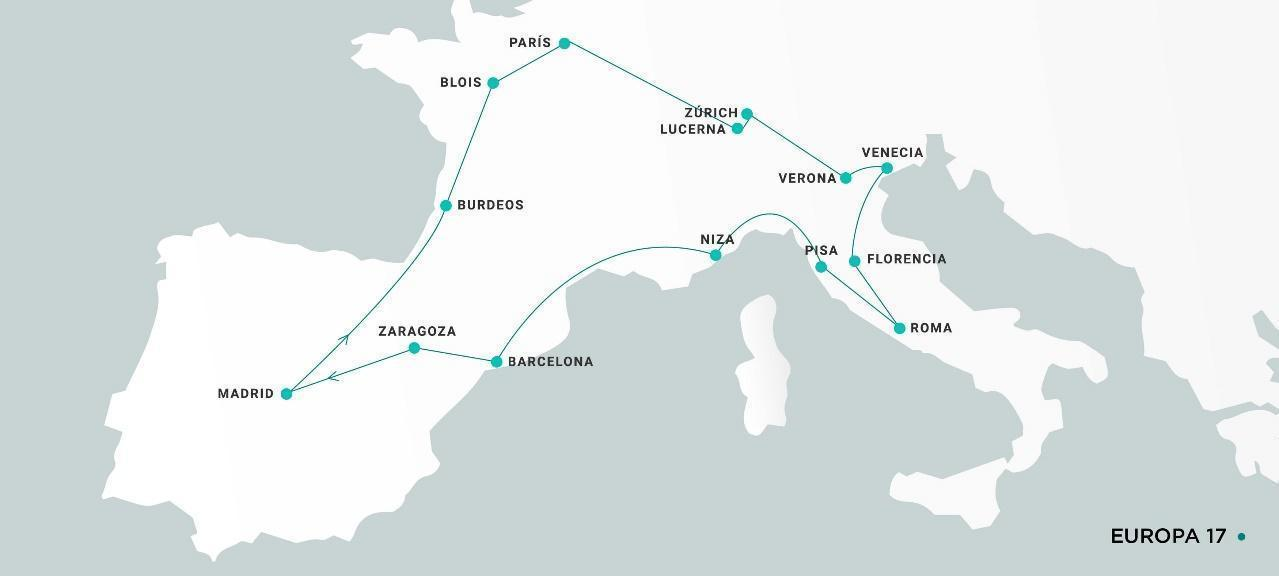 PARÍS
BLOIS
ZÚRICH
LUCERNA
VENECIA
VERONA
BURDEOS
NIZA
PISA
FLORENCIA
ZARAGOZA
ROMA
BARCELONA
MADRID
EUROPA 17